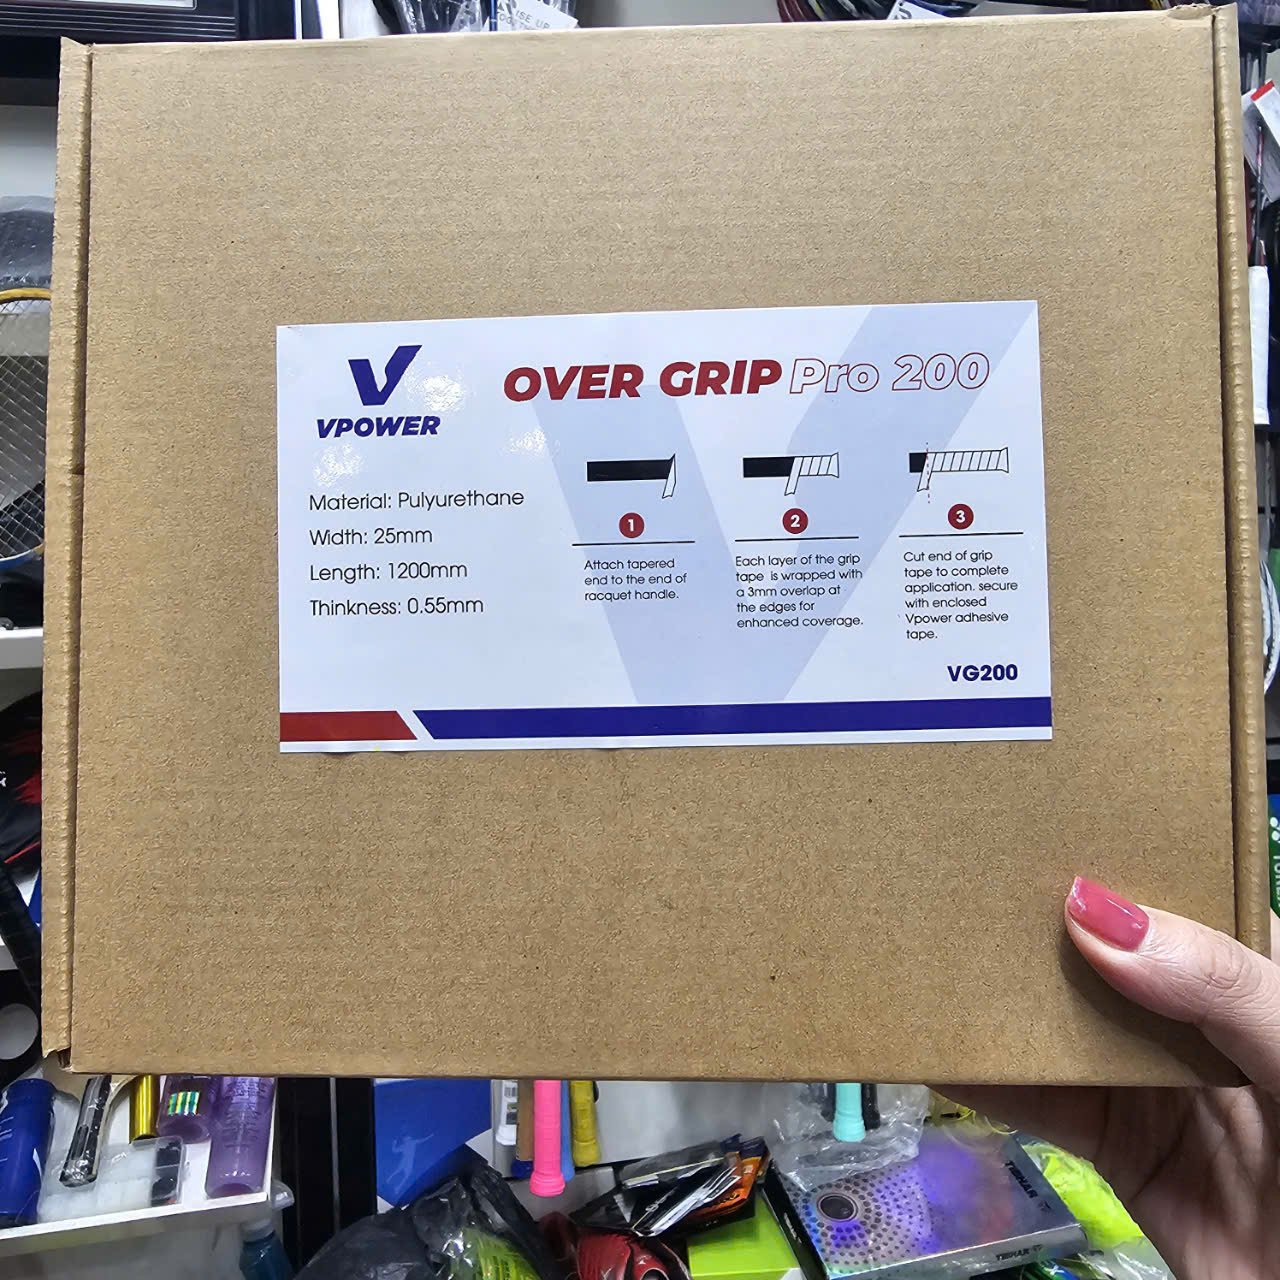 VPOWER
OVER GRIP Pro 200
Material: Pulyurethane
Width: 25mm
Length: 1200mm
Thinkness: 0.55mm
1
Attach tapered
end to the end of
racquet handle.
2
Each layer of the grip
tape is wrapped with
a 3mm overlap at
the edges for
enhanced coverage.
3
Cut end of grip
tape to complete
application. secure
with enclosed
Vpower adhesive
tape.
VG200